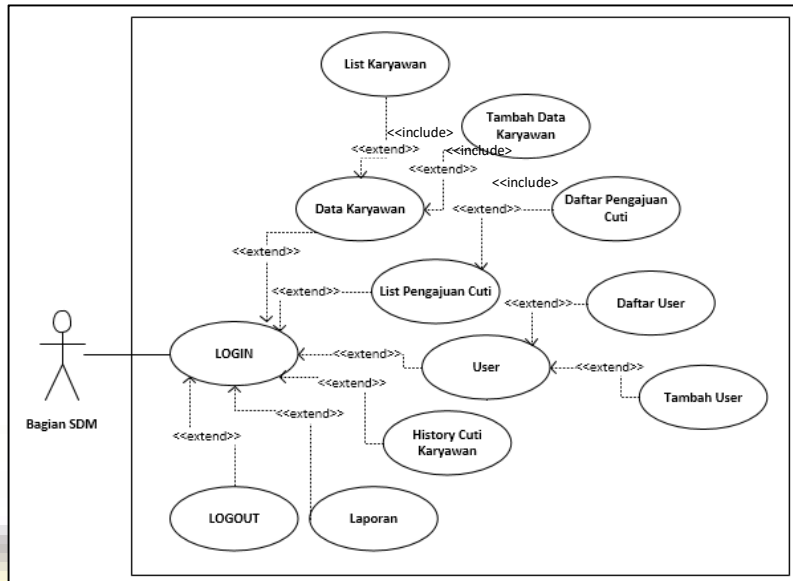 List Karyawan
<<include>
<<extend>>
Tambah Data
Karyawan
<<include>
<<extend>>
Data Karyawan
<<include>
<<extend>>
Daftar Pengajuan
Cuti
<<extend>>
<<extend>>
List Pengajuan Cuti
<<extend>>
Daftar User
LOGIN
<<extend>>
User
<<extend>>
Tambah User
<<extend>>
Bagian SDM
<<extend>>
<<extend>>
History Cuti
Karyawan
LOGOUT
Laporan